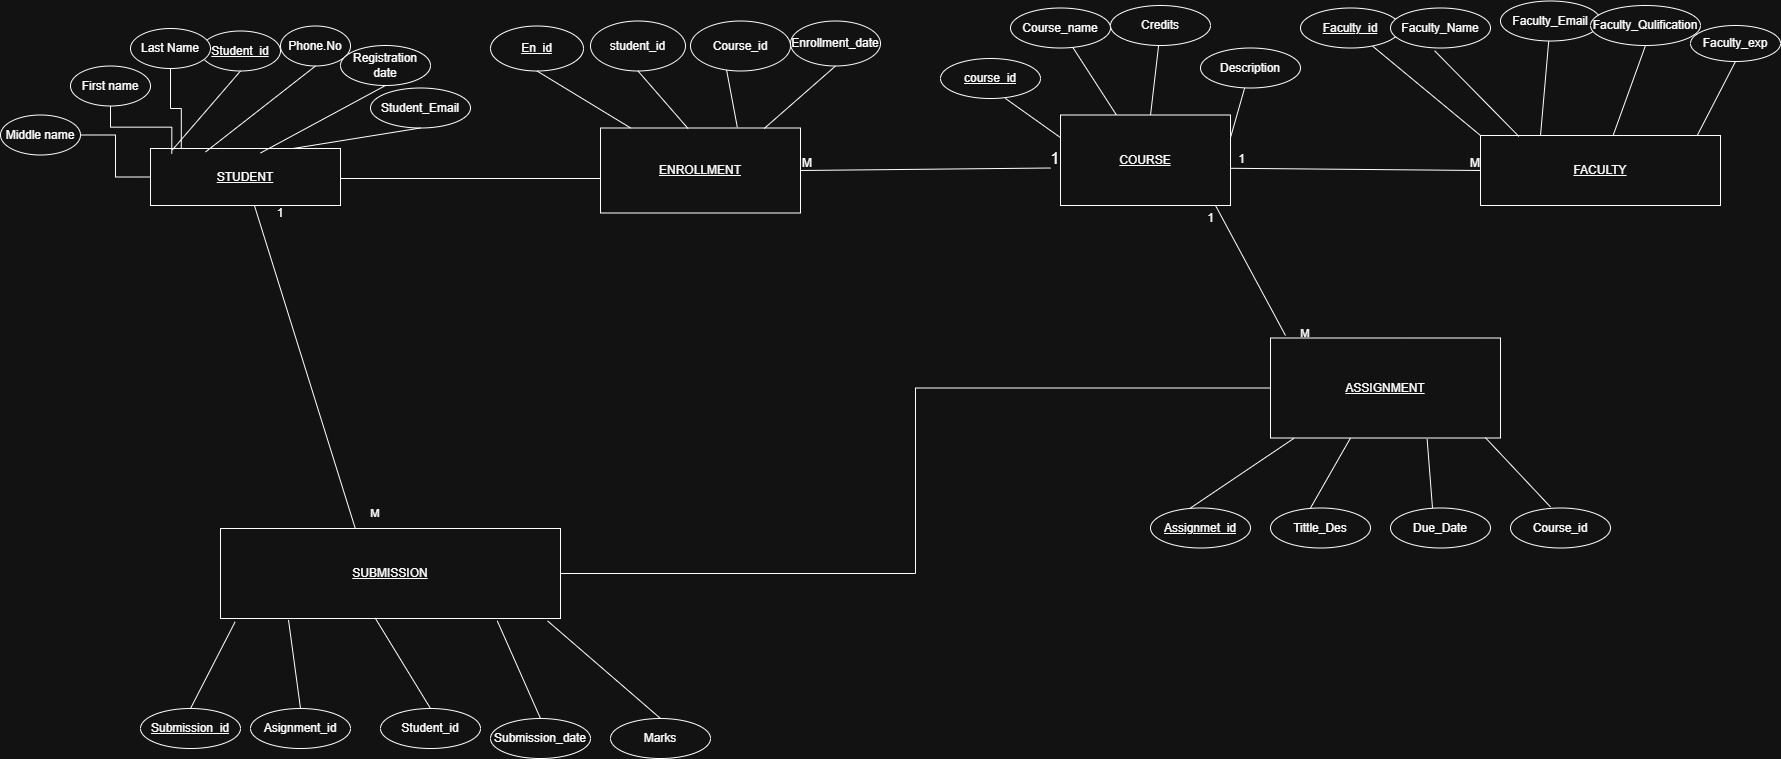 Middle name
First name
Last Name
Student_id
Phone.No
Registration
date
Student_Email
En_id
student_id
Course_id
Enrollment_date
course_id
Course_name
Credits
Description
Faculty_id
Faculty_Name
Faculty_Email
Faculty_Qulification
Faculty_exp
STUDENT
ENROLLMENT
M
1
COURSE
1
M
FACULTY
1
1
M
ASSIGNMENT
Assignmet_id
Tittle_Des
Due_Date
Course_id
M
SUBMISSION
Submission_id
Asignment_id
Student_id
Submission_date
Marks